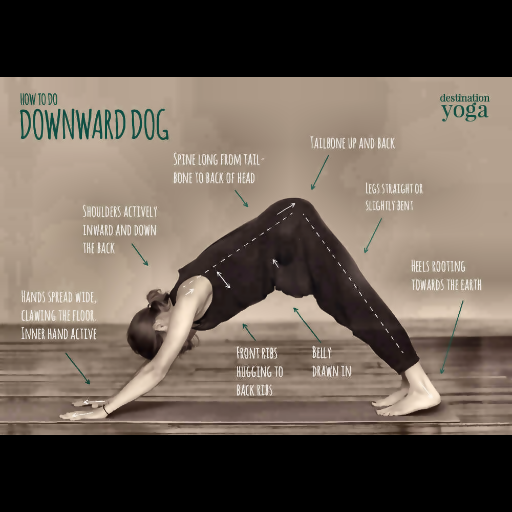 HOW TO DO
DOWNWARD DOG
destination
yoga
TAILBONE UP AND BACK
SPINE LONG FROM TAIL-
BONE TO BACK OF HEAD
LEGS STRAIGHT OR
SLIGHTLY BENT
SHOULDERS ACTIVELY
INWARD AND DOWN
THE BACK
HEELS ROOTING
TOWARDS THE EARTH
HANDS SPREAD WIDE,
CLAWING THE FLOOR.
INNER HAND ACTIVE
FRONT RIBS
HUGGING TO
BACK RIBS
BELLY
DRAWN IN